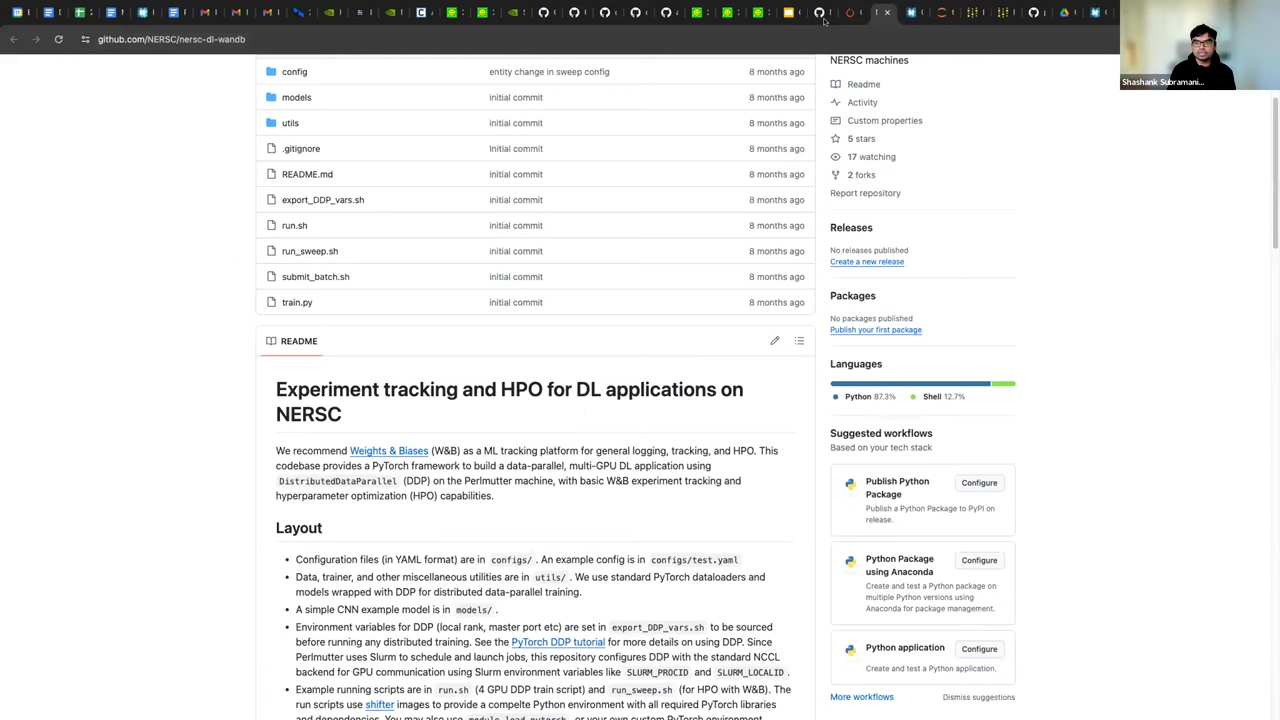 github.com/NERSC/nersc-dl-wandb
Shashank Subramani...
config entity change in sweep config 8 months ago
models initial commit 8 months ago
utils initial commit 8 months ago
.gitignore Initial commit 8 months ago
README.md initial commit 8 months ago
export_DDP_vars.sh initial commit 8 months ago
run.sh initial commit 8 months ago
run_sweep.sh initial commit 8 months ago
submit_batch.sh initial commit 8 months ago
train.py initial commit 8 months ago
README
Experiment tracking and HPO for DL applications on
NERSC
We recommend Weights & Biases (W&B) as a ML tracking platform for general logging, tracking, and HPO. This
codebase provides a PyTorch framework to build a data-parallel, multi-GPU DL application using
DistributedDataParallel (DDP) on the Perlmutter machine, with basic W&B experiment tracking and
hyperparameter optimization (HPO) capabilities.
Layout
• Configuration files (in YAML format) are in configs/ . An example config is in configs/test.yaml
• Data, trainer, and other miscellaneous utilities are in utils/ . We use standard PyTorch dataloaders and
models wrapped with DDP for distributed data-parallel training.
• A simple CNN example model is in models/ .
• Environment variables for DDP (local rank, master port etc) are set in export_DDP_vars.sh to be sourced
before running any distributed training. See the PyTorch DDP tutorial for more details on using DDP. Since
Perlmutter uses Slurm to schedule and launch jobs, this repository configures DDP with the standard NCCL
backend for GPU communication using Slurm environment variables like SLURM_PROCID and SLURM_LOCALID .
• Example running scripts are in run.sh (4 GPU DDP train script) and run_sweep.sh (for HPO with W&B). The
run scripts use shifter images to provide a compelte Python environment with all required PyTorch libraries
and dependencies. You may also use module load pytorch or your own custom PyTorch environment
NERSC machines
Readme
Activity
Custom properties
5 stars
17 watching
2 forks
Report repository
Releases
No releases published
Create a new release
Packages
No packages published
Publish your first package
Languages
Python 87.3% Shell 12.7%
Suggested workflows
Based on your tech stack
Publish Python
Package
Configure
Publish a Python Package to PyPI on
release.
Python Package
using Anaconda
Configure
Create and test a Python package on
multiple Python versions using
Anaconda for package management.
Python application
Configure
Create and test a Python application.
More workflows Dismiss suggestions